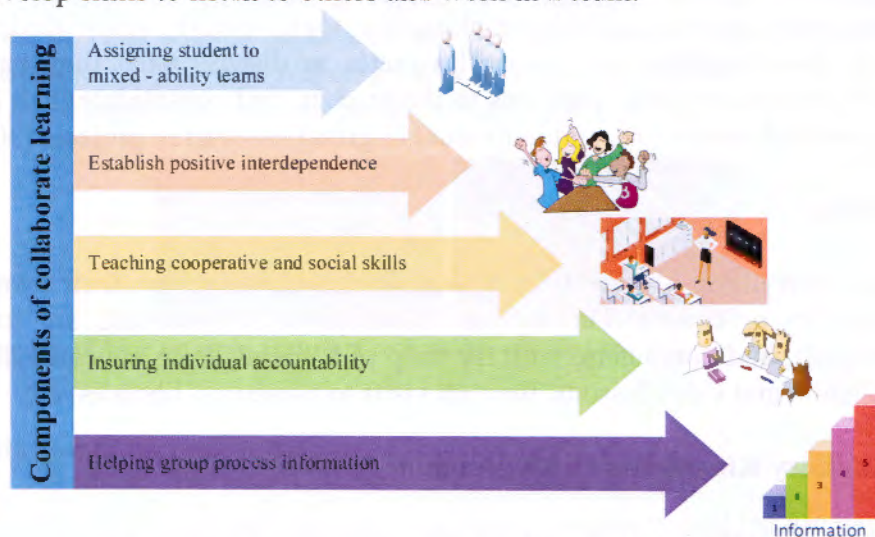 Components of collaborate learning
Assigning student to
mixed - ability teams
Establish positive interdependence
Teaching cooperative and social skills
Insuring individual accountability
Helping group process information
1
3
4
5
Information